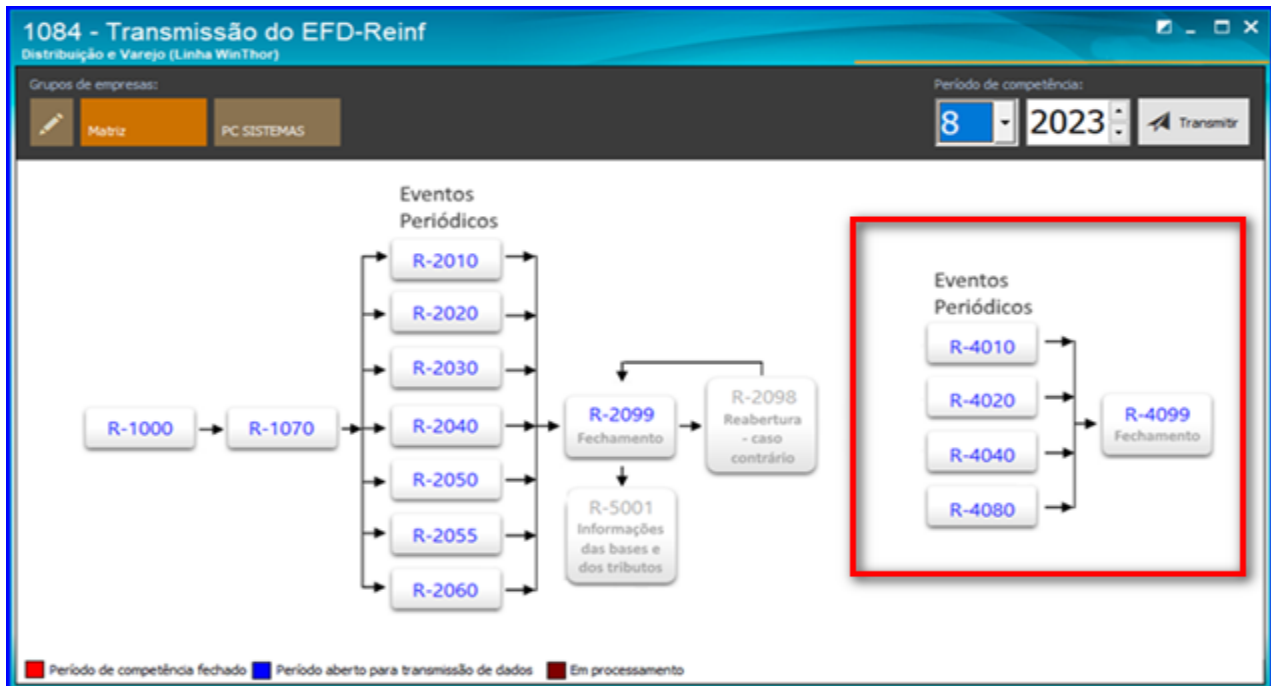 1084 - Transmissão do EFD-Reinf
Distribuição e Varejo (Linha WinThor)
Grupos de empresas:
Matriz
PC SISTEMAS
Período de competência:
8
2023
Transmitir
Eventos
Periódicos
R-2010
R-2020
R-2030
R-1000
R-1070
R-2040
R-2050
R-2055
R-2060
R-2099
Fechamento
R-2098
Reabertura
- caso
contrário
R-5001
Informações
das bases e
dos tributos
Eventos
Periódicos
R-4010
R-4020
R-4040
R-4080
R-4099
Fechamento
Período de competência fechado
Período aberto para transmissão de dados
Em processamento